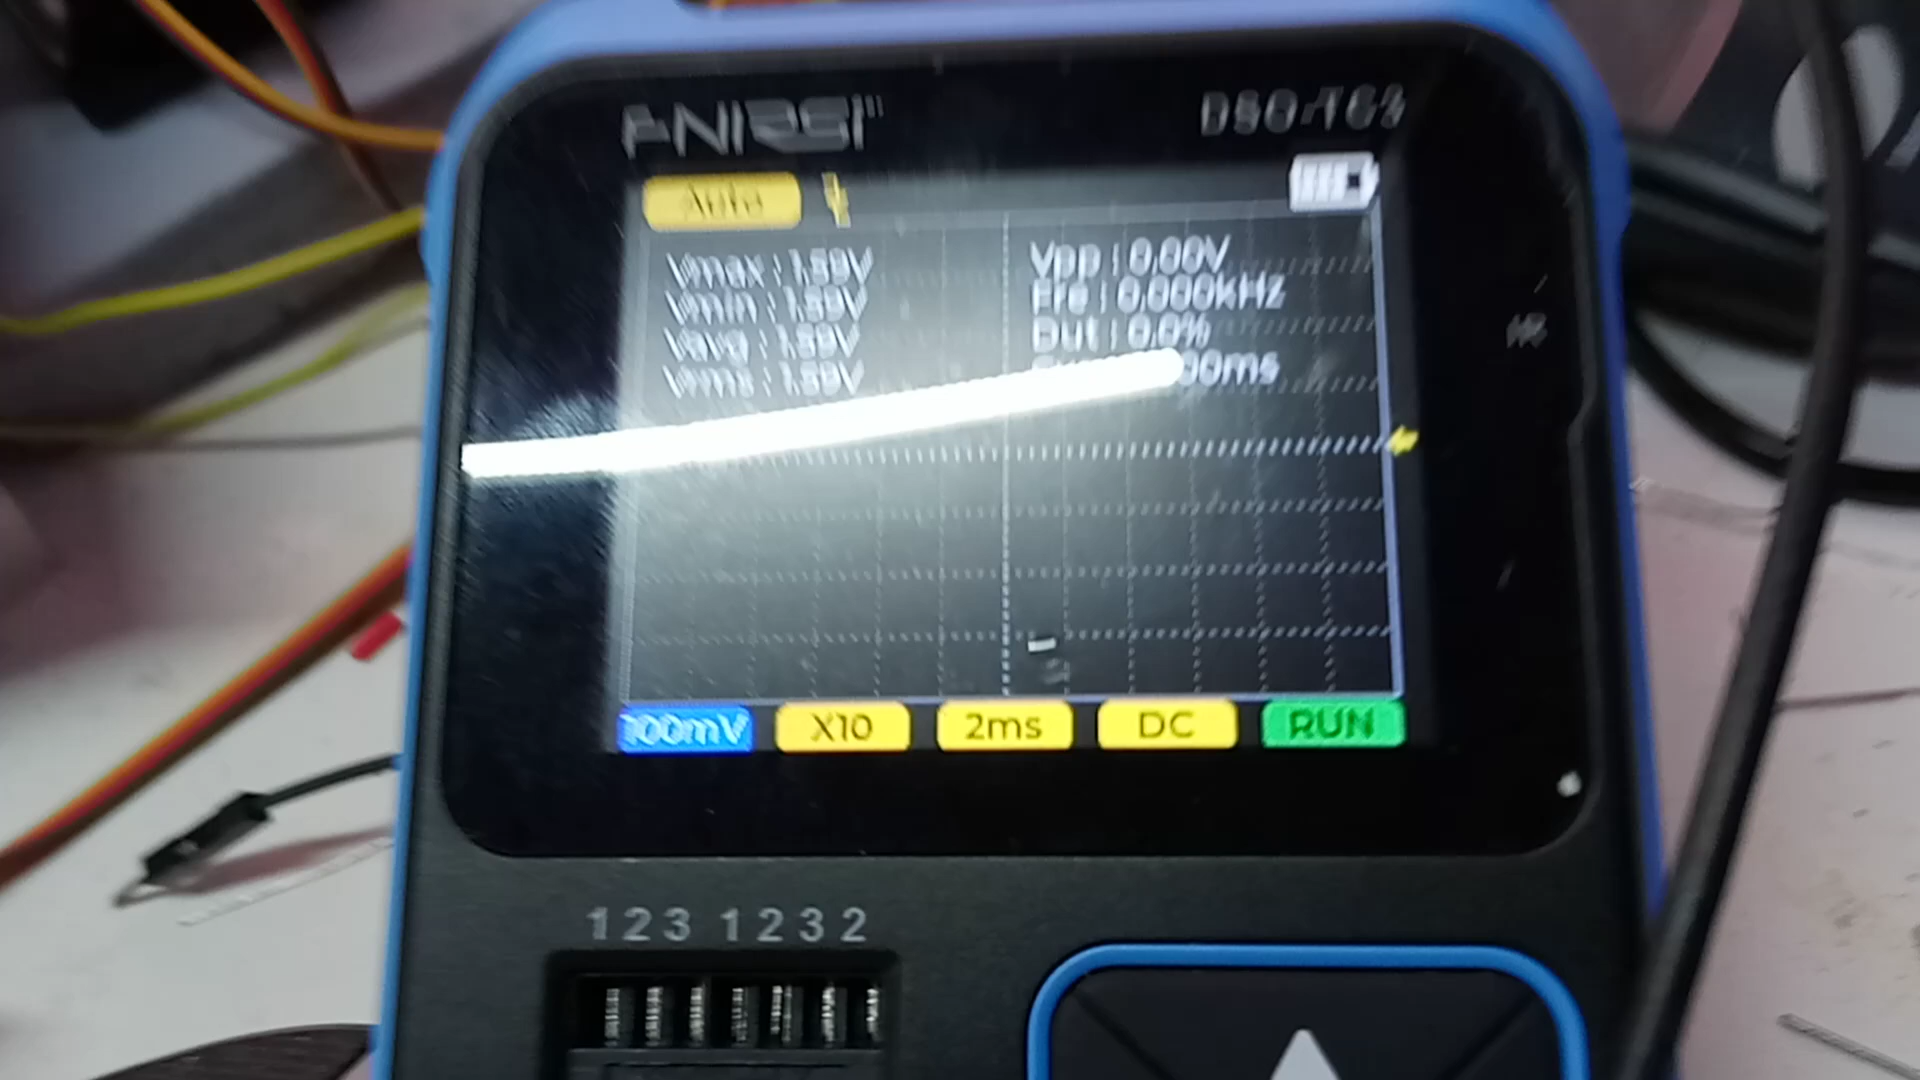 FNIRSI
DSO-TC3
Auto
Vmax : 1.59V
Vpp : 0.00V
Vmin : 1.59V
Fre : 0.000kHz
Vavg : 1.59V
Dut : 0.0%
Vrms : 1.59V
00ms
100mV
X10
2ms
DC
RUN
1 2 3 1 2 3 2